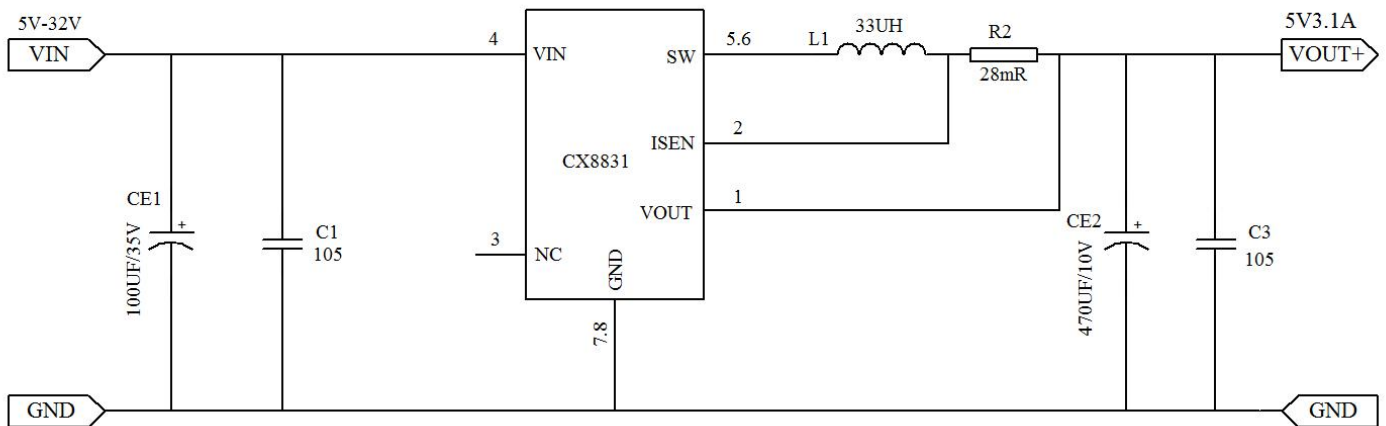 5V-32V
VIN
4
VIN
SW
5.6
L1
33UH
R2
28mR
5V3.1A
VOUT+
ISEN
2
CX8831
VOUT
1
CE1
+
100UF/35V
C1
105
3
NC
GND
7.8
CE2
+
470UF/10V
C3
105
GND
GND